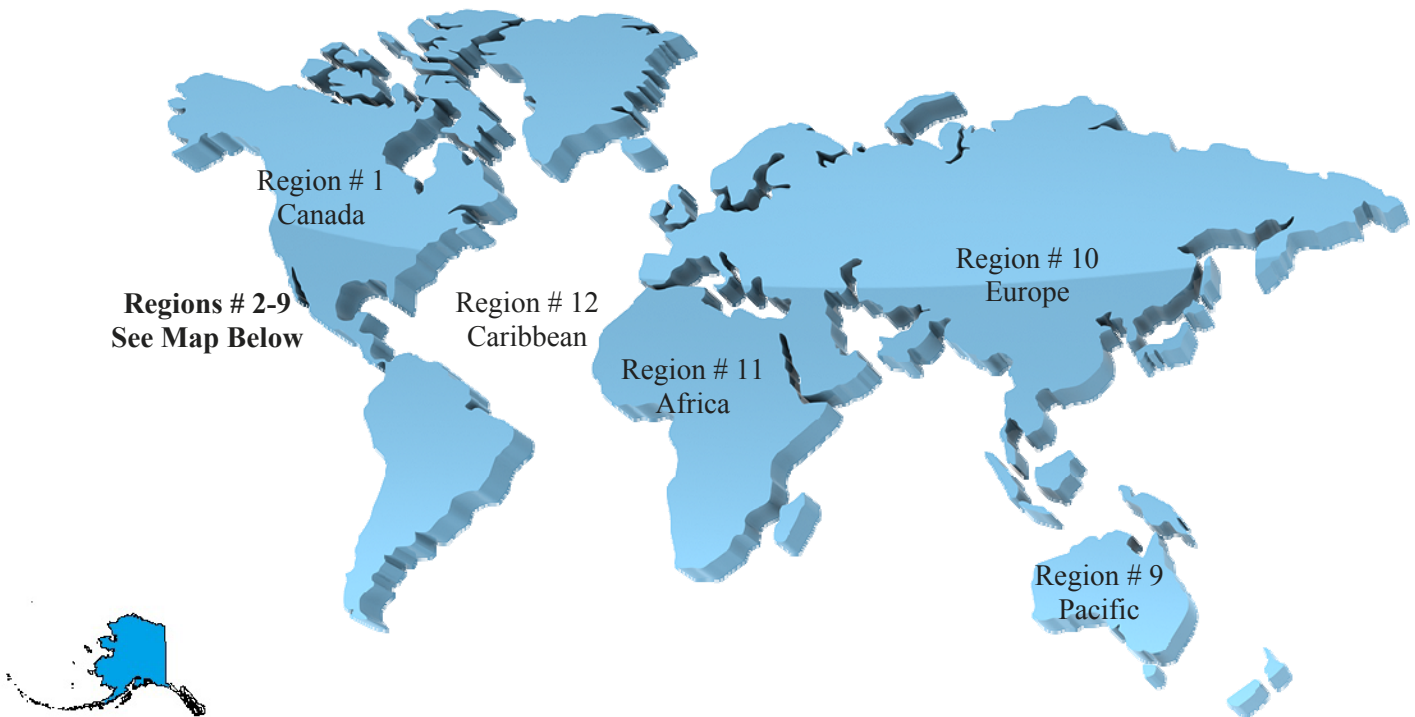 Region # 1
Canada
Regions # 2-9
See Map Below
Region # 12
Caribbean
Region # 10
Europe
Region # 11
Africa
Region # 9
Pacific